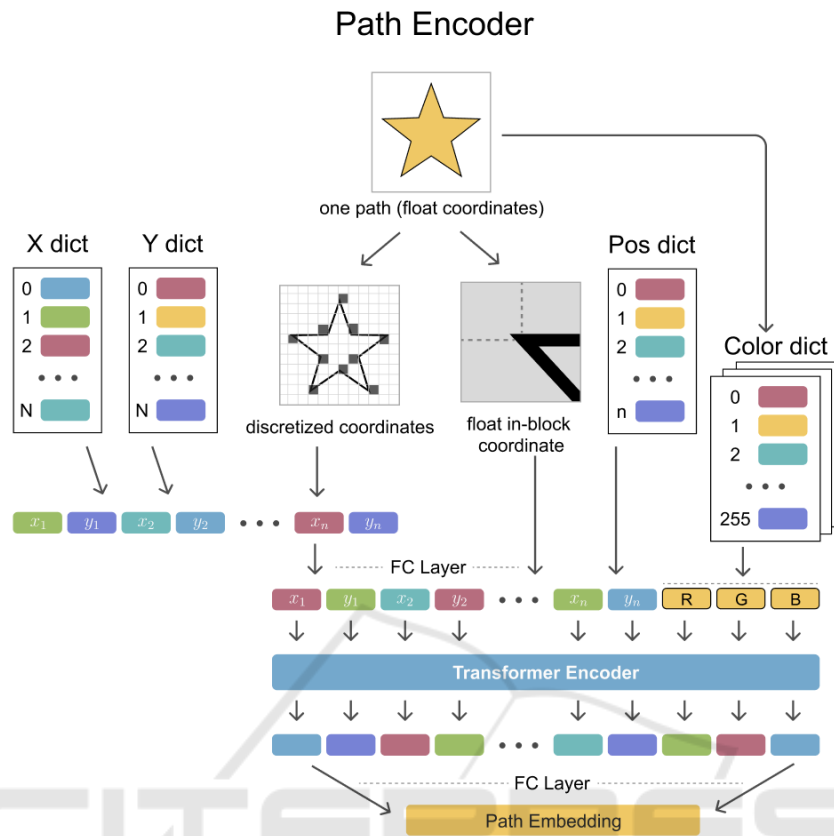 Path Encoder
one path (float coordinates)
X dict
0
1
2
• • •
N
Y dict
0
1
2
• • •
N
discretized coordinates
float in-block
coordinate
Pos dict
0
1
2
• • •
n
Color dict
0
1
2
• • •
255
x₁ y₁ x₂ y₂ • • • xₙ yₙ
FC Layer
x₁ y₁ x₂ y₂ • • • xₙ yₙ R G B
Transformer Encoder
• • •
FC Layer
Path Embedding